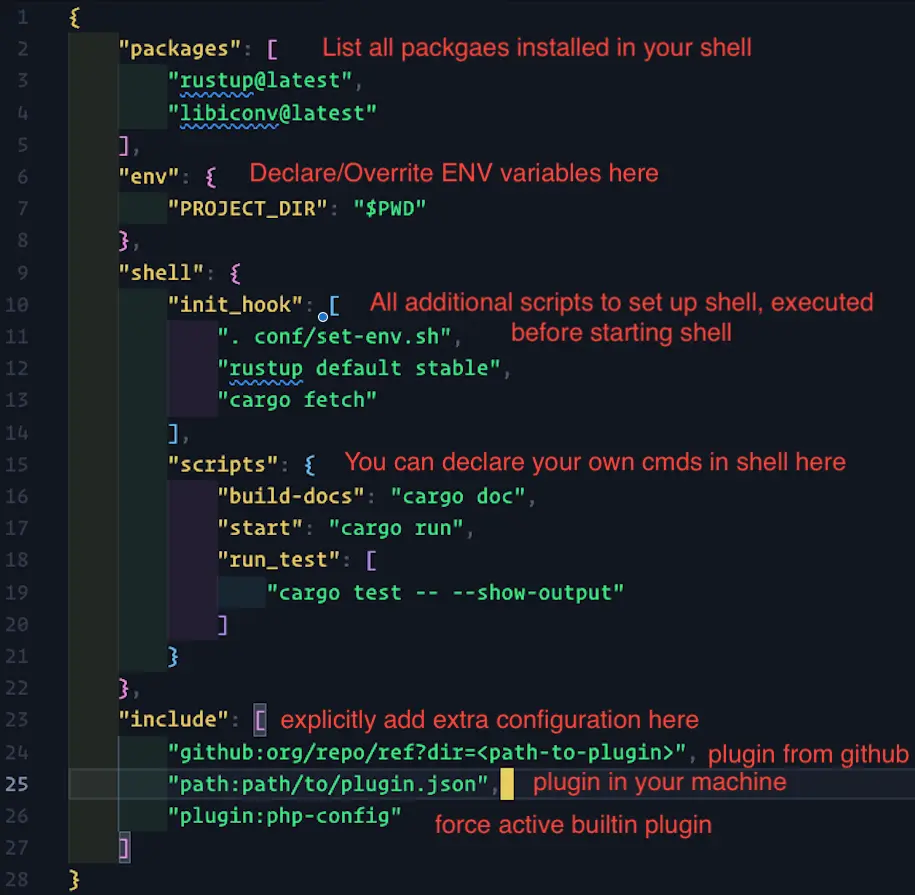 1 {
2 "packages": [ List all packgaes installed in your shell
3 "rustup@latest",
4 "libiconv@latest"
5 ],
6 "env": { Declare/Overrite ENV variables here
7 "PROJECT_DIR": "$PWD"
8 },
9 "shell": {
10 "init_hook": [ All additional scripts to set up shell, executed
11 ". conf/set-env.sh", before starting shell
12 "rustup default stable",
13 "cargo fetch"
14 ],
15 "scripts": { You can declare your own cmds in shell here
16 "build-docs": "cargo doc",
17 "start": "cargo run",
18 "run_test": [
19 "cargo test -- --show-output"
20 ]
21 }
22 },
23 "include": [ explicitly add extra configuration here
24 "github:org/repo/ref?dir=<path-to-plugin>", plugin from github
25 "path:path/to/plugin.json", plugin in your machine
26 "plugin:php-config" force active builtin plugin
27 ]
28 }